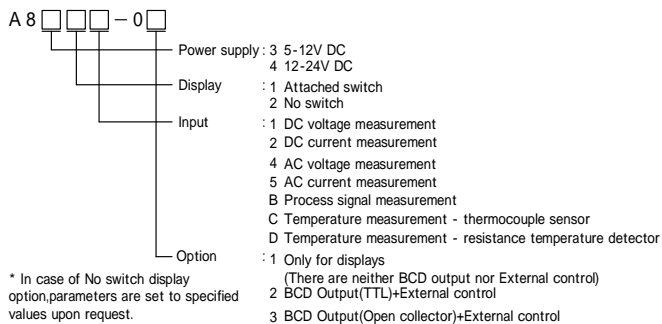 A 8 □ □ □ － 0 □
Power supply : 3 5-12V DC
4 12-24V DC
Display : 1 Attached switch
2 No switch
Input : 1 DC voltage measurement
2 DC current measurement
4 AC voltage measurement
5 AC current measurement
B Process signal measurement
C Temperature measurement - thermocouple sensor
D Temperature measurement - resistance temperature detector
Option : 1 Only for displays
(There are neither BCD output nor External control)
2 BCD Output(TTL)+External control
3 BCD Output(Open collector)+External control
* In case of No switch display
option,parameters are set to specified
values upon request.